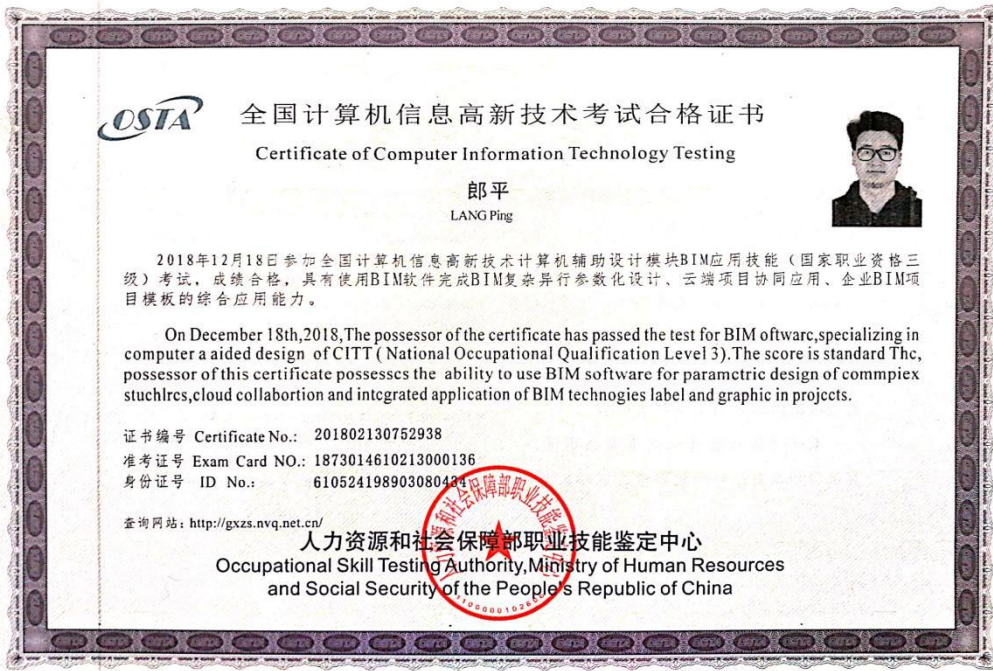 OSTA
全国计算机信息高新技术考试合格证书
Certificate of Computer Information Technology Testing
郎平
LANG Ping
2018年12月18日参加全国计算机信息高新技术计算机辅助设计模块BIM应用技能（国家职业资格三
级）考试，成绩合格，具有使用BIM软件完成BIM复杂异行参数化设计、云端项目协同应用、企业BIM项
目模板的综合应用能力。
On December 18th,2018,The possessor of the certificate has passed the test for BIM oftwarc,specializing in
computer a aided design of CITT ( National Occupational Qualification Level 3).The score is standard Thc,
possessor of this certificate possesscs the ability to use BIM software for paramctric design of commpiex
stuchlrcs,cloud collabortion and intcgrated application of BIM technogies label and graphic in projccts.
证书编号 Certificate No.: 201802130752938
准考证号 Exam Card NO.: 1873014610213000136
身份证号 ID No.: 610524198903080434
查询网站：http://gxzs.nvq.net.cn/
人力资源和社会保障部职业技能鉴定中心
Occupational Skill Testing Authority,Ministry of Human Resources
and Social Security of the People's Republic of China